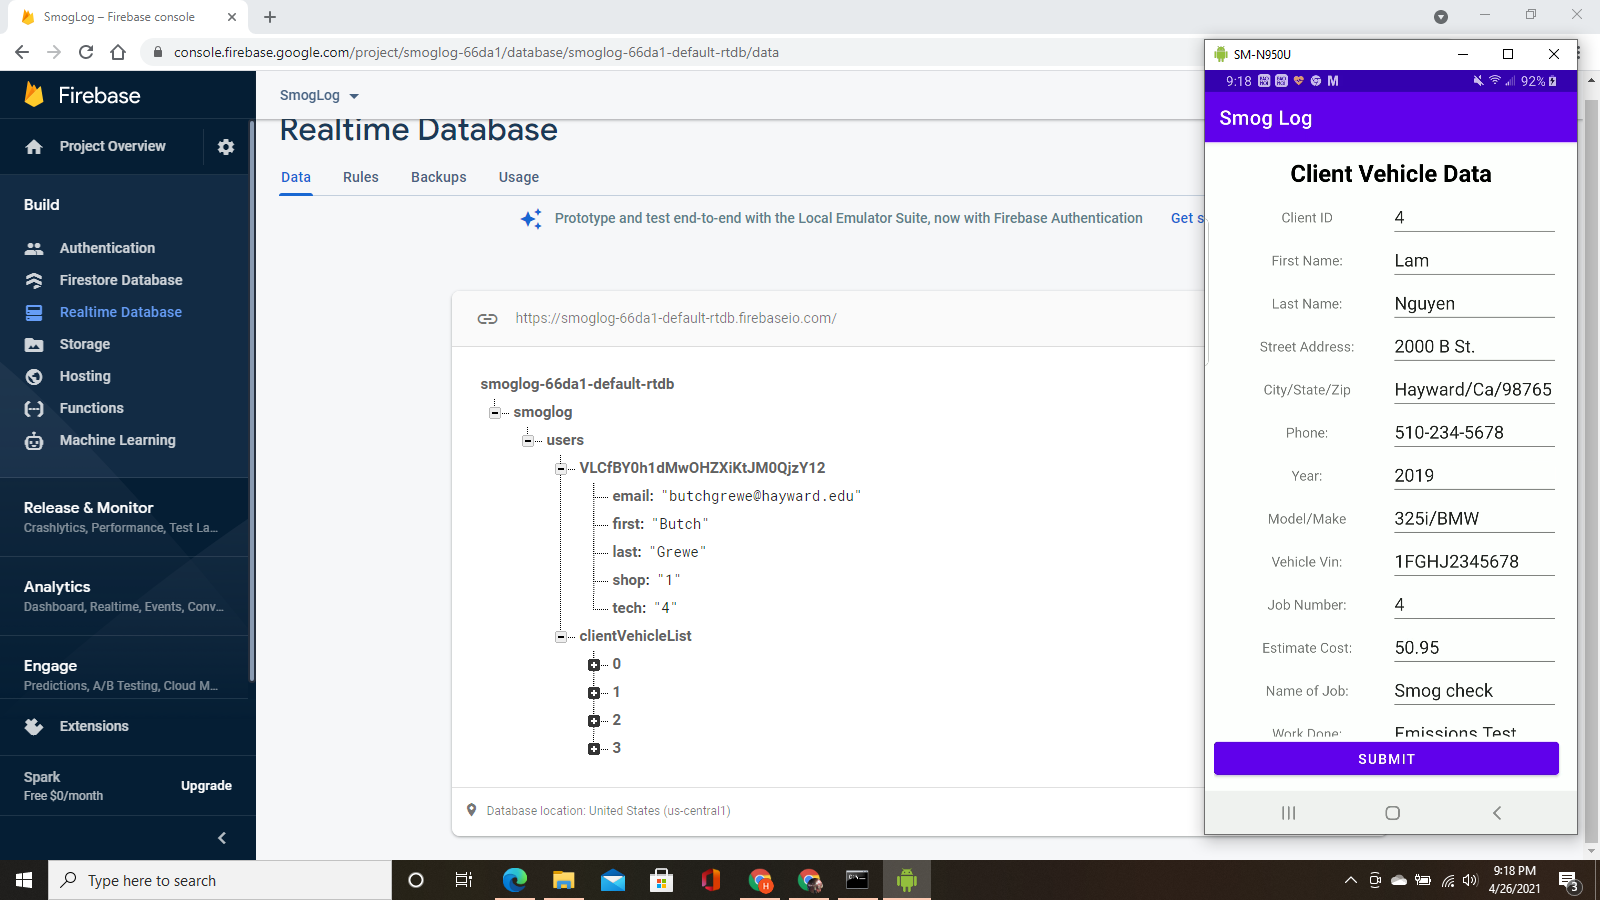 SmogLog – Firebase console
console.firebase.google.com/project/smoglog-66da1/database/smoglog-66da1-default-rtdb/data
Firebase
Project Overview
Build
Authentication
Firestore Database
Realtime Database
Storage
Hosting
Functions
Machine Learning
Release & Monitor
Crashlytics, Performance, Test La...
Analytics
Dashboard, Realtime, Events, Conv...
Engage
Predictions, A/B Testing, Cloud M...
Extensions
Spark
Free $0/month
Upgrade
SmogLog
Realtime Database
Data Rules Backups Usage
Prototype and test end-to-end with the Local Emulator Suite, now with Firebase Authentication Get s
https://smoglog-66da1-default-rtdb.firebaseio.com/
smoglog-66da1-default-rtdb
smoglog
users
VLCfBY0h1dMwOHZXiKtJM0QjzY12
email: "butchgrewe@hayward.edu"
first: "Butch"
last: "Grewe"
shop: "1"
tech: "4"
clientVehicleList
0
1
2
3
Database location: United States (us-central1)
SM-N950U
9:18 M 92%
Smog Log
Client Vehicle Data
Client ID 4
First Name: Lam
Last Name: Nguyen
Street Address: 2000 B St.
City/State/Zip Hayward/Ca/98765
Phone: 510-234-5678
Year: 2019
Model/Make 325i/BMW
Vehicle Vin: 1FGHJ2345678
Job Number: 4
Estimate Cost: 50.95
Name of Job: Smog check
Work Done: Emissions Test
SUBMIT
Type here to search
9:18 PM
4/26/2021
3